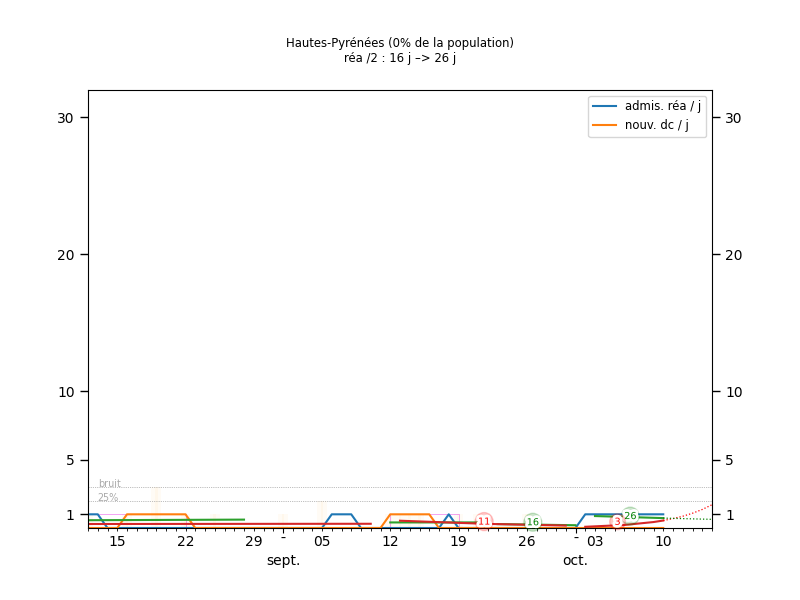 Hautes-Pyrénées (0% de la population)
réa /2 : 16 j –> 26 j
admis. réa / j
nouv. dc / j
30 30
20 20
10 10
5 5
bruit
25%
1 1
11 16 3 26
15 22 29 - 05 12 19 26 - 03 10
sept. oct.